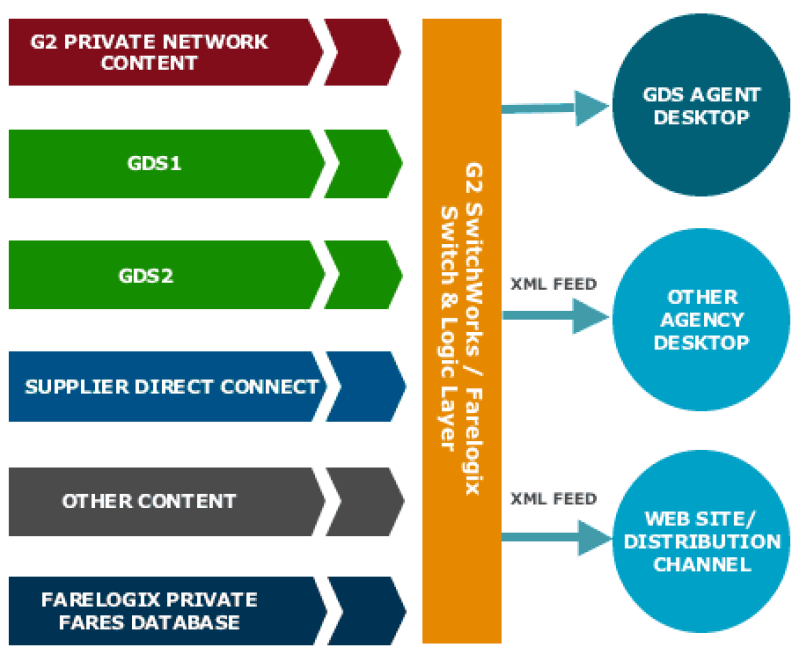 G2 PRIVATE NETWORK
CONTENT
GDS1
GDS2
SUPPLIER DIRECT CONNECT
OTHER CONTENT
FARELOGIX PRIVATE
FARES DATABASE
G2 SwitchWorks / Farelogix
Switch & Logic Layer
GDS AGENT
DESKTOP
XML FEED
OTHER
AGENCY
DESKTOP
XML FEED
WEB SITE/
DISTRIBUTION
CHANNEL